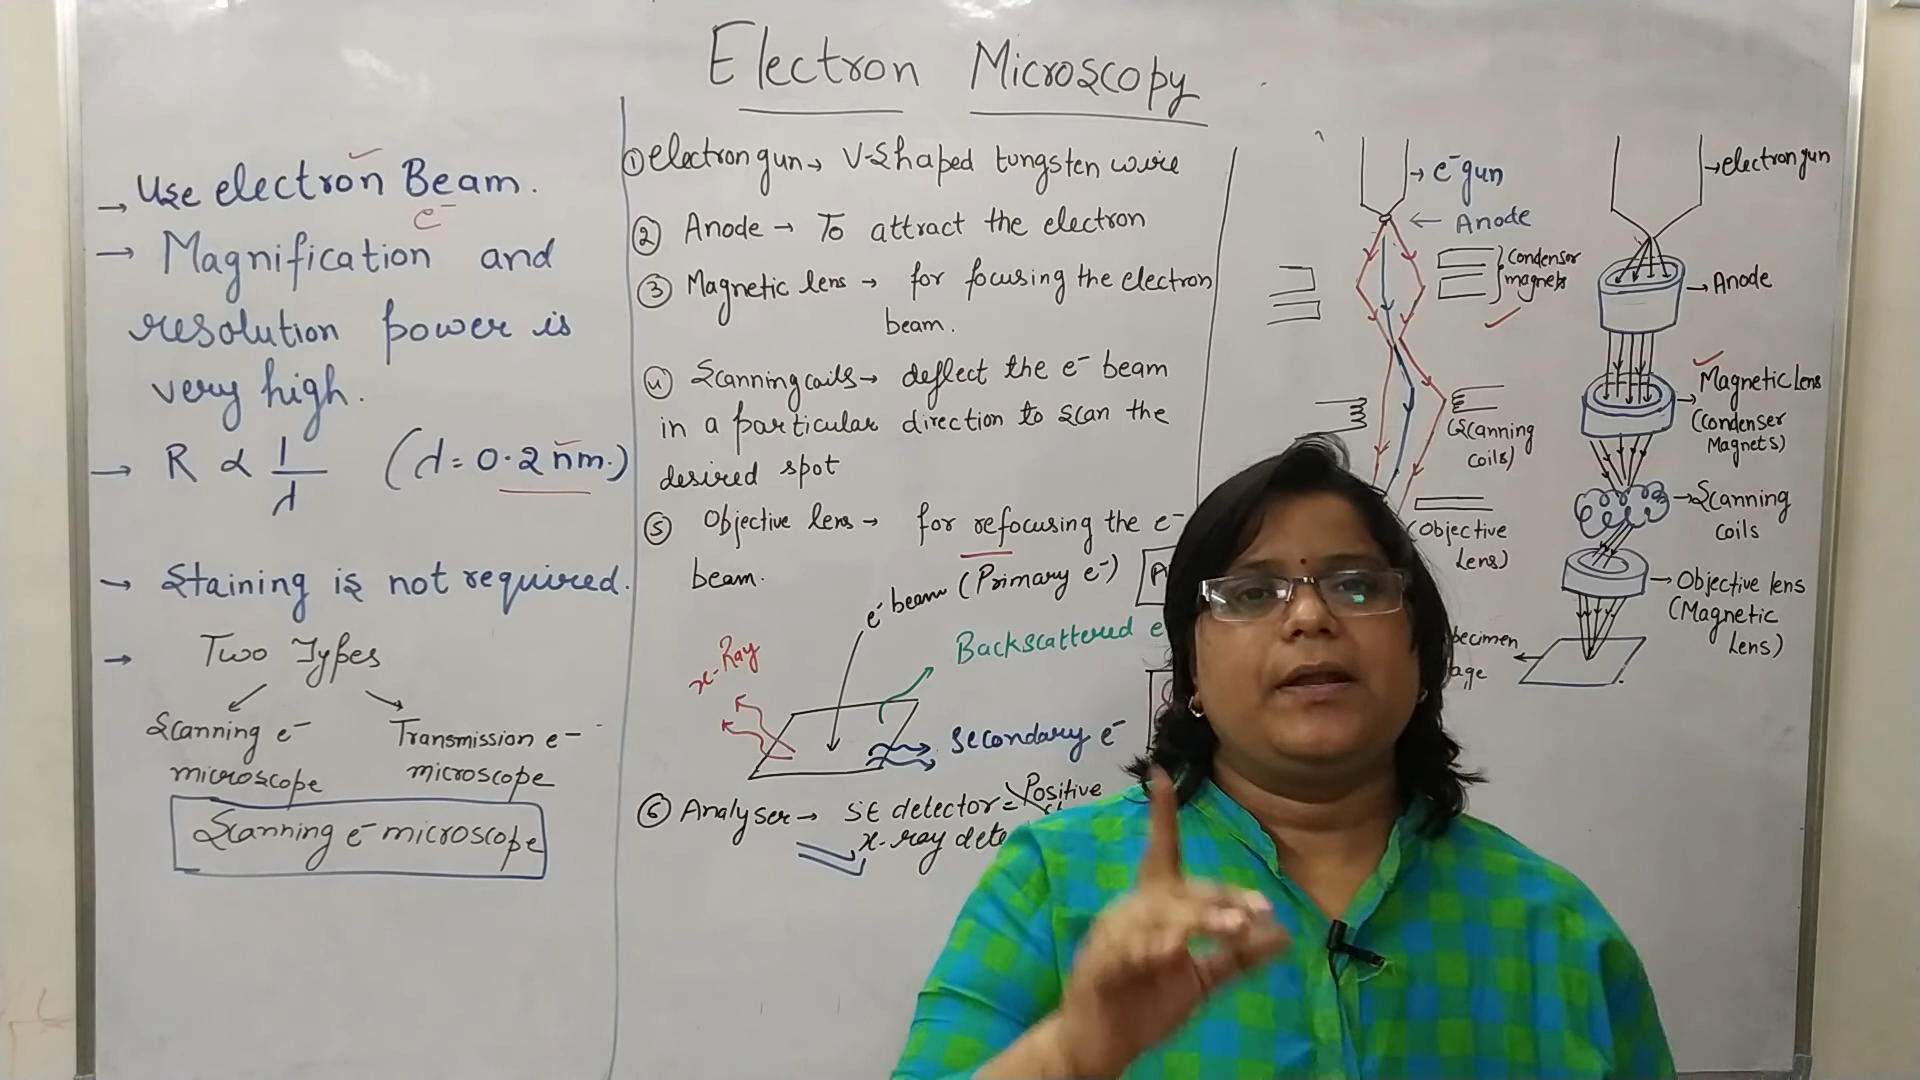 Electron Microscopy
→ Use electron Beam.
e⁻
→ Magnification and
resolution power is
very high.
→ R ∝ 1/λ (d = 0.2 nm.)
→ Staining is not required.
→ Two Types
Scanning e⁻
microscope
Transmission e⁻
microscope
Scanning e⁻ microscope
① electron gun → V-Shaped tungsten wire
② Anode → To attract the electron
③ Magnetic lens → for focusing the electron
beam.
④ Scanning coils → deflect the e⁻ beam
in a particular direction to scan the
desired spot
⑤ Objective lens → for refocusing the e⁻
beam.
e⁻ beam (Primary e⁻)
x-Ray
Backscattered e
Secondary e⁻
⑥ Analyser → SE detector = Positive
x-ray
→ e⁻ gun
← Anode
Condensor
magnets
(Scanning
coils)
(Objective
Lens)
→ electron gun
→ Anode
→ Magnetic Lens
(Condenser
Magnets)
→ Scanning
coils
→ Objective lens
(Magnetic
Lens)